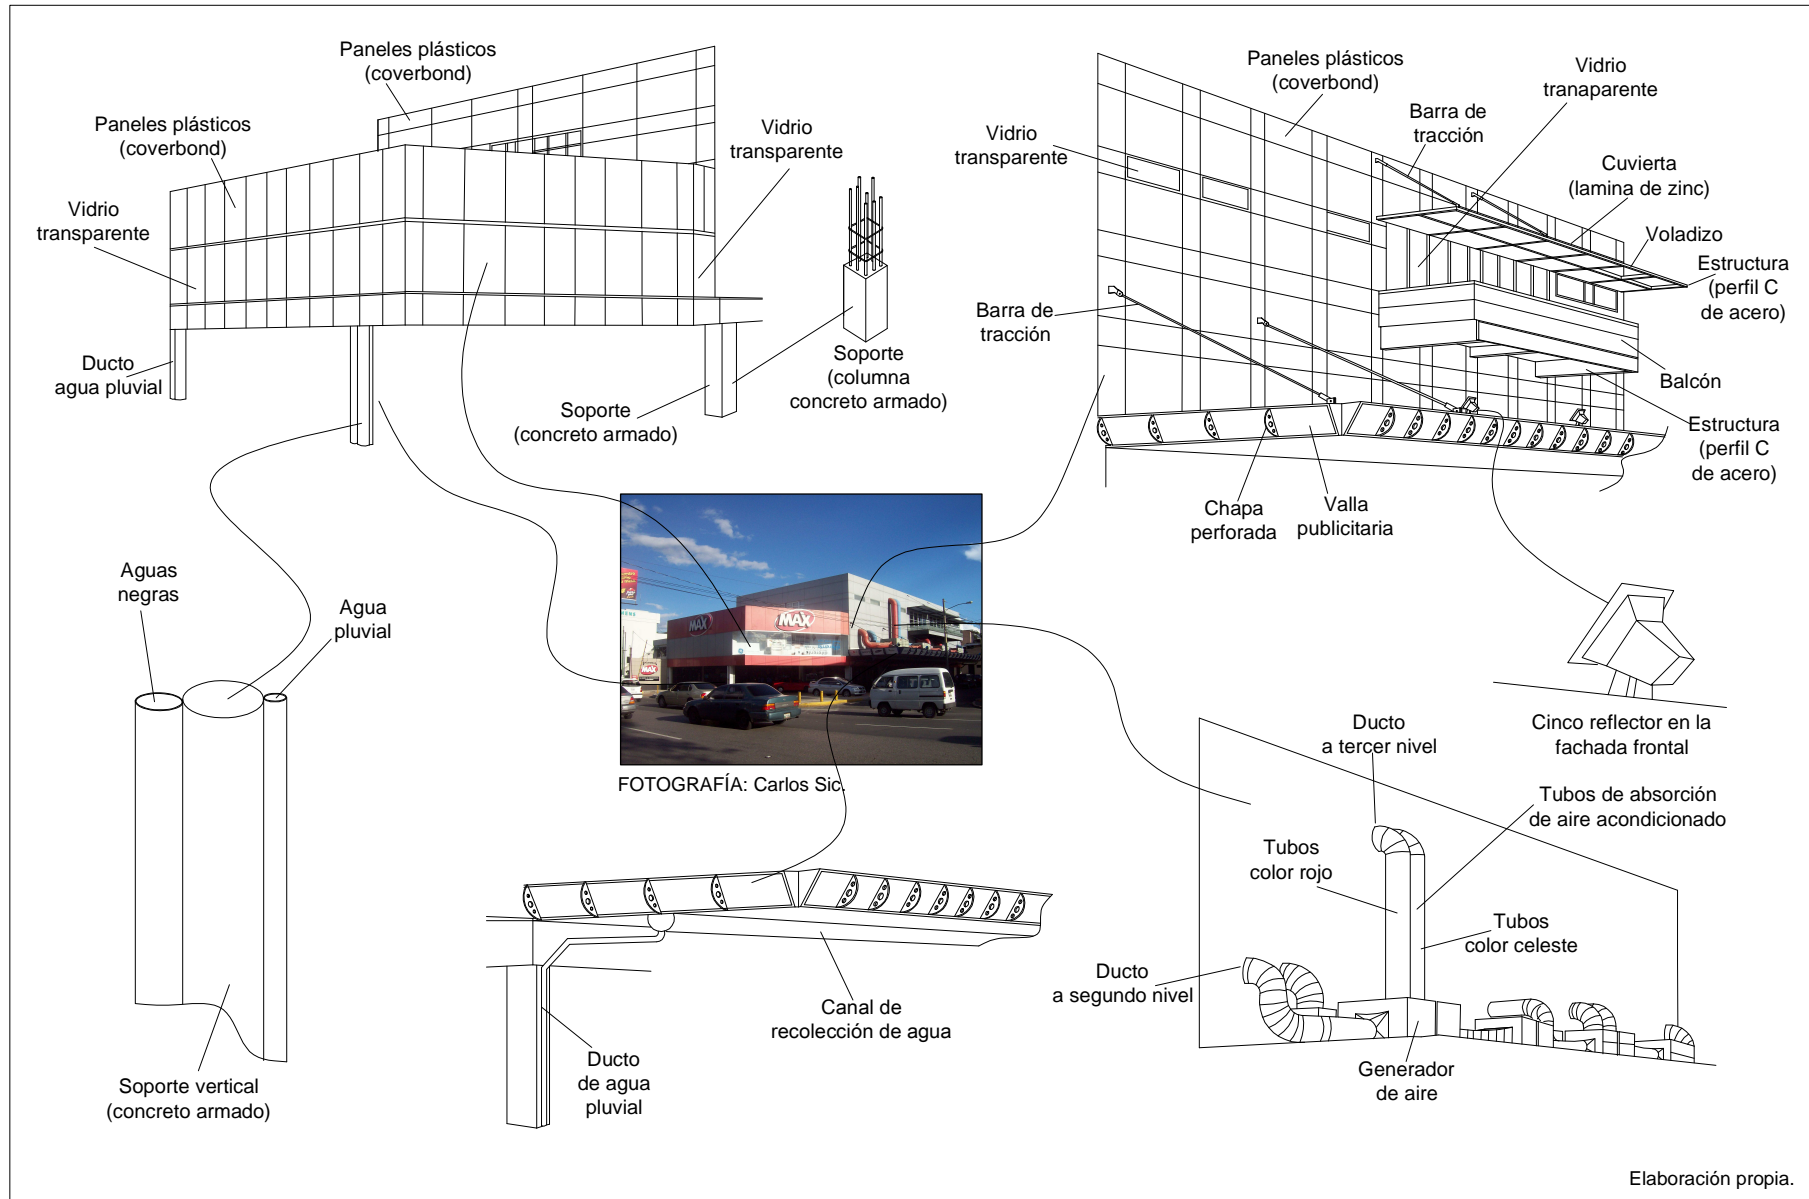 Paneles plásticos
(coverbond)
Paneles plásticos
(coverbond)
Vidrio
transparente
Vidrio
transparente
Ducto
agua pluvial
Soporte
(concreto armado)
Soporte
(columna
concreto armado)
Paneles plásticos
(coverbond)
Vidrio
tranaparente
Barra de
tracción
Vidrio
transparente
Cuvierta
(lamina de zinc)
Voladizo
Estructura
(perfil C
de acero)
Barra de
tracción
Balcón
Estructura
(perfil C
de acero)
Chapa
perforada
Valla
publicitaria
Aguas
negras
Agua
pluvial
Soporte vertical
(concreto armado)
MAX
MAX
MAX
FOTOGRAFÍA: Carlos Sic.
Canal de
recolección de agua
Ducto
de agua
pluvial
Cinco reflector en la
fachada frontal
Ducto
a tercer nivel
Tubos de absorción
de aire acondicionado
Tubos
color rojo
Tubos
color celeste
Ducto
a segundo nivel
Generador
de aire
Elaboración propia.